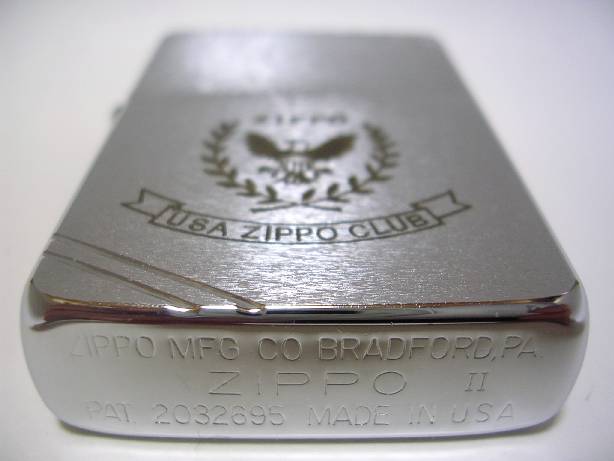 ZIPPO
USA ZIPPO CLUB
ZIPPO MFG CO BRADFORD, PA.
ZIPPO II
PAT. 2032695 MADE IN USA